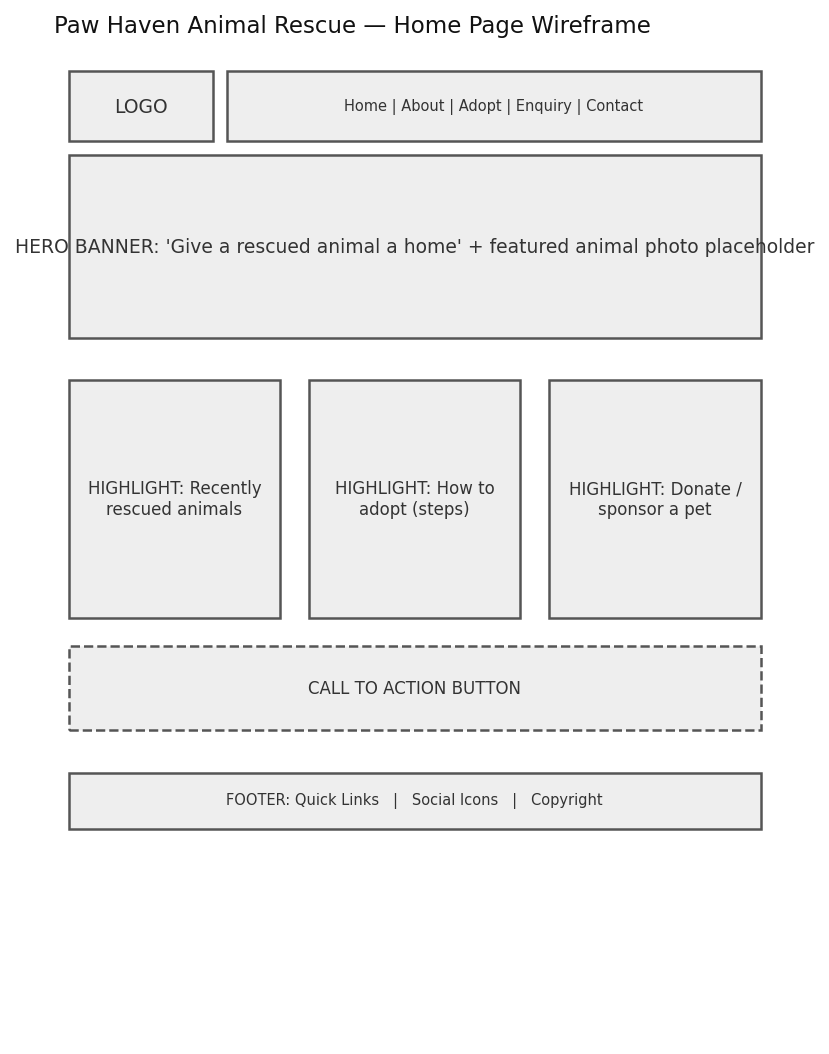 Paw Haven Animal Rescue — Home Page Wireframe
LOGO
Home | About | Adopt | Enquiry | Contact
HERO BANNER: 'Give a rescued animal a home' + featured animal photo placeholder
HIGHLIGHT: Recently
rescued animals
HIGHLIGHT: How to
adopt (steps)
HIGHLIGHT: Donate /
sponsor a pet
CALL TO ACTION BUTTON
FOOTER: Quick Links | Social Icons | Copyright